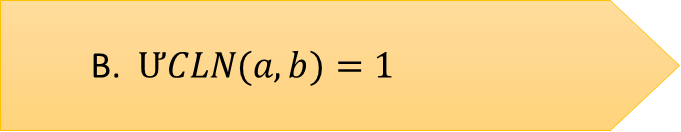 B. ƯCLN(a, b) = 1